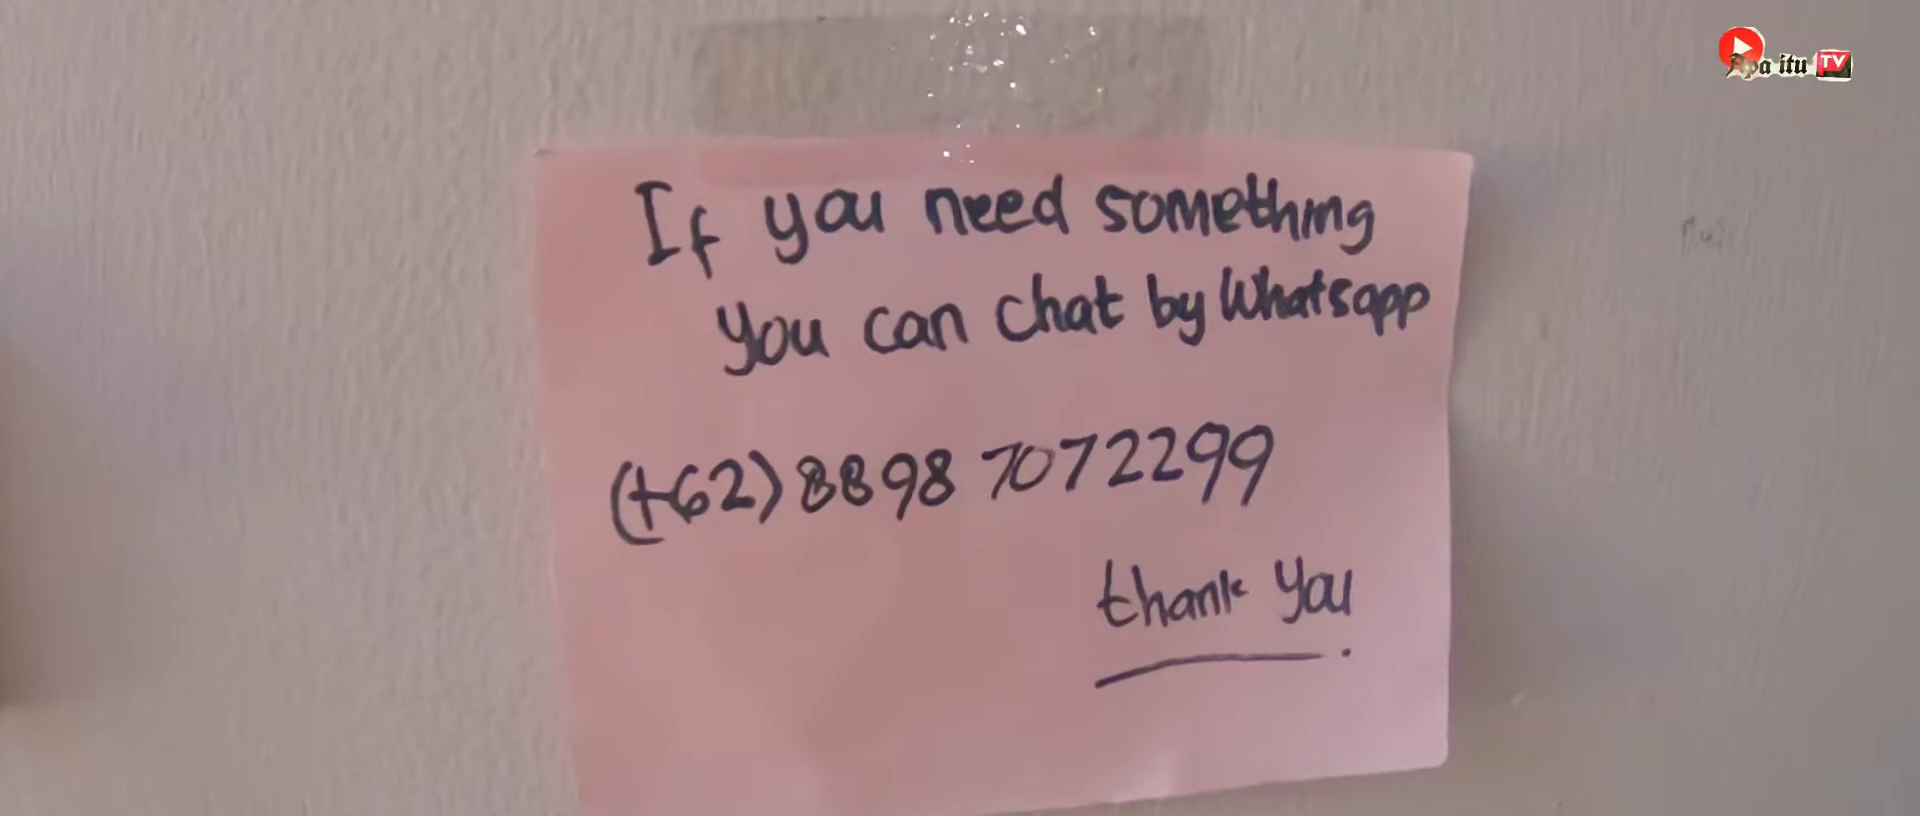 Apa itu TV
If you need something
you can chat by Whatsapp
(+62) 8898 7072299
thank you